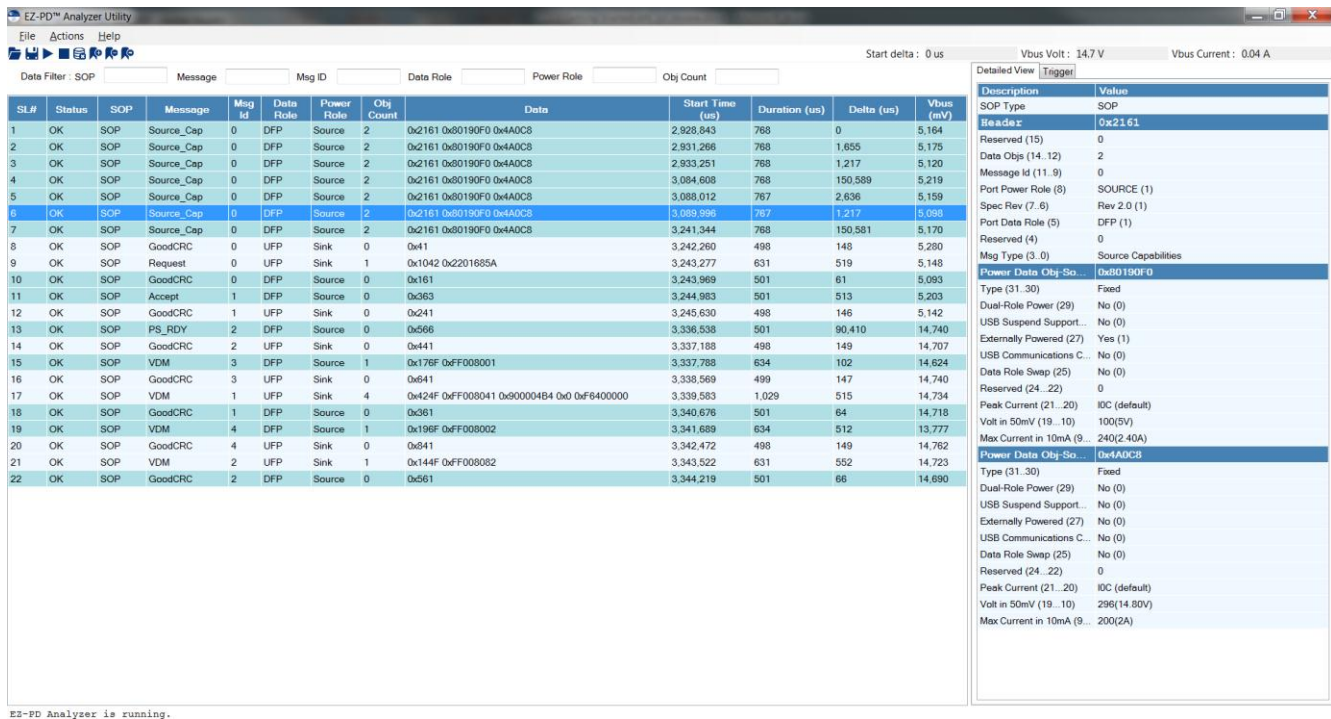 EZ-PD™ Analyzer Utility
File Actions Help
Start delta : 0 us Vbus Volt : 14.7 V Vbus Current : 0.04 A
Data Filter : SOP Message Msg ID Data Role Power Role Obj Count
SL# Status SOP Message Msg Id Data Role Power Role Obj Count Data Start Time (us) Duration (us) Delta (us) Vbus (mV)
1 OK SOP Source_Cap 0 DFP Source 2 0x2161 0x80190F0 0x4A0C8 2,928,843 768 0 5,164
2 OK SOP Source_Cap 0 DFP Source 2 0x2161 0x80190F0 0x4A0C8 2,931,266 768 1,655 5,175
3 OK SOP Source_Cap 0 DFP Source 2 0x2161 0x80190F0 0x4A0C8 2,933,251 768 1,217 5,120
4 OK SOP Source_Cap 0 DFP Source 2 0x2161 0x80190F0 0x4A0C8 3,084,608 768 150,589 5,219
5 OK SOP Source_Cap 0 DFP Source 2 0x2161 0x80190F0 0x4A0C8 3,088,012 767 2,636 5,159
6 OK SOP Source_Cap 0 DFP Source 2 0x2161 0x80190F0 0x4A0C8 3,089,996 767 1,217 5,098
7 OK SOP Source_Cap 0 DFP Source 2 0x2161 0x80190F0 0x4A0C8 3,241,344 768 150,581 5,170
8 OK SOP GoodCRC 0 UFP Sink 0 0x41 3,242,260 498 148 5,280
9 OK SOP Request 0 UFP Sink 1 0x1042 0x2201685A 3,243,277 631 519 5,148
10 OK SOP GoodCRC 0 DFP Source 0 0x161 3,243,969 501 61 5,093
11 OK SOP Accept 1 DFP Source 0 0x363 3,244,983 501 513 5,203
12 OK SOP GoodCRC 1 UFP Sink 0 0x241 3,245,630 498 146 5,142
13 OK SOP PS_RDY 2 DFP Source 0 0x566 3,336,538 501 90,410 14,740
14 OK SOP GoodCRC 2 UFP Sink 0 0x441 3,337,188 498 149 14,707
15 OK SOP VDM 3 DFP Source 1 0x176F 0xFF008001 3,337,788 634 102 14,624
16 OK SOP GoodCRC 3 UFP Sink 0 0x641 3,338,569 499 147 14,740
17 OK SOP VDM 1 UFP Sink 4 0x424F 0xFF008041 0x900004B4 0x0 0xF6400000 3,339,583 1,029 515 14,734
18 OK SOP GoodCRC 1 DFP Source 0 0x361 3,340,676 501 64 14,718
19 OK SOP VDM 4 DFP Source 1 0x196F 0xFF008002 3,341,689 634 512 13,777
20 OK SOP GoodCRC 4 UFP Sink 0 0x841 3,342,472 498 149 14,762
21 OK SOP VDM 2 UFP Sink 1 0x144F 0xFF008082 3,343,522 631 552 14,723
22 OK SOP GoodCRC 2 DFP Source 0 0x561 3,344,219 501 66 14,690
Detailed View Trigger
Description Value
SOP Type SOP
Header 0x2161
Reserved (15) 0
Data Objs (14..12) 2
Message Id (11..9) 0
Port Power Role (8) SOURCE (1)
Spec Rev (7..6) Rev 2.0 (1)
Port Data Role (5) DFP (1)
Reserved (4) 0
Msg Type (3..0) Source Capabilities
Power Data Obj-So... 0x80190F0
Type (31..30) Fixed
Dual-Role Power (29) No (0)
USB Suspend Support... No (0)
Externally Powered (27) Yes (1)
USB Communications C... No (0)
Data Role Swap (25) No (0)
Reserved (24...22) 0
Peak Current (21...20) IOC (default)
Volt in 50mV (19...10) 100(5V)
Max Current in 10mA (9... 240(2.40A)
Power Data Obj-So... 0x4A0C8
Type (31..30) Fixed
Dual-Role Power (29) No (0)
USB Suspend Support... No (0)
Externally Powered (27) No (0)
USB Communications C... No (0)
Data Role Swap (25) No (0)
Reserved (24...22) 0
Peak Current (21...20) IOC (default)
Volt in 50mV (19...10) 296(14.80V)
Max Current in 10mA (9... 200(2A)
EZ-PD Analyzer is running.